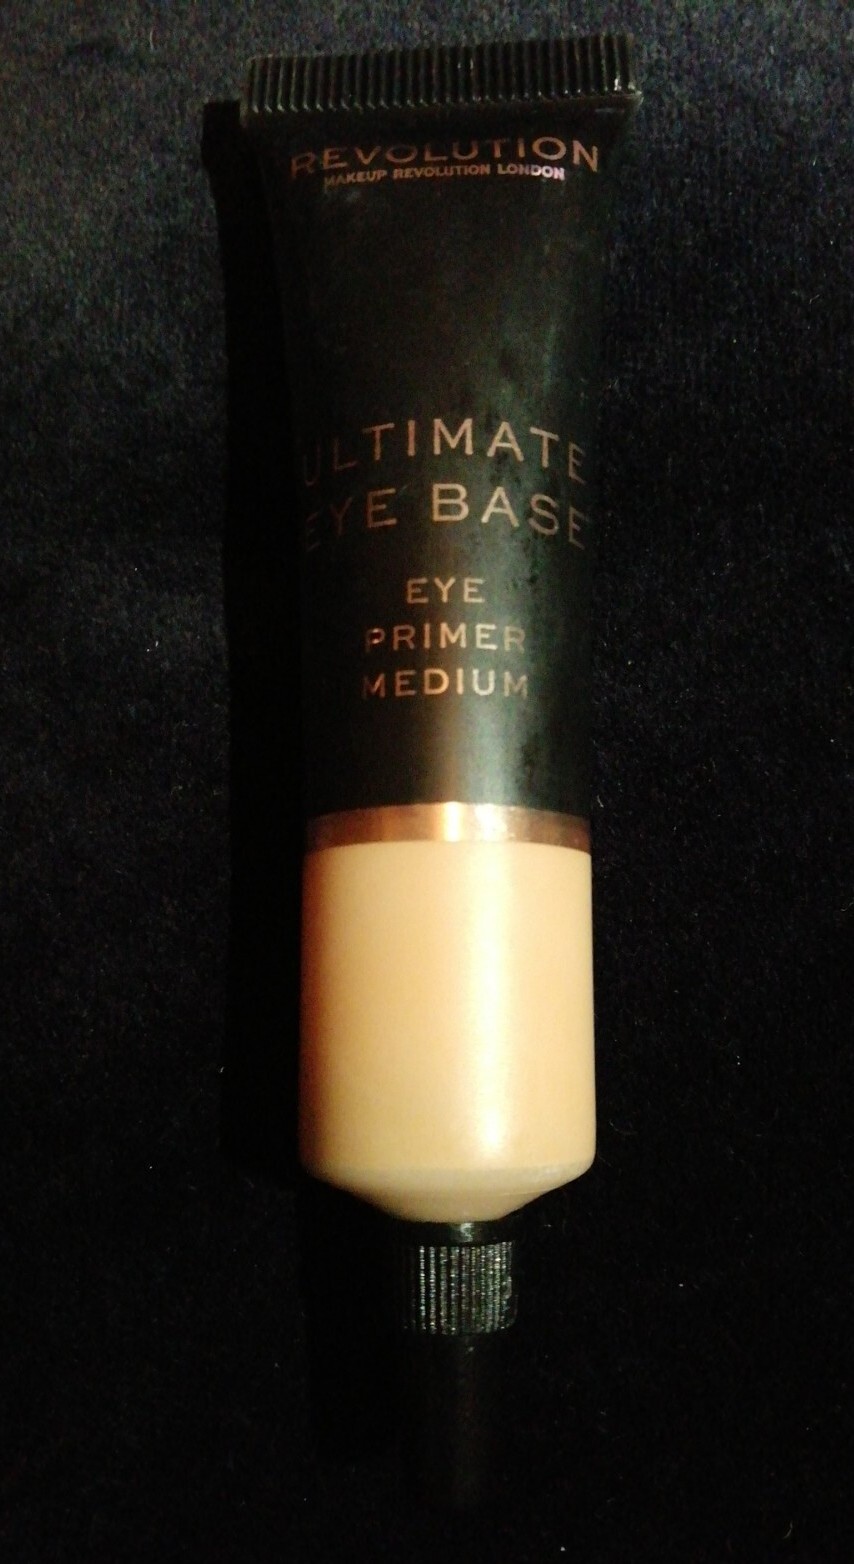 REVOLUTION
MAKEUP REVOLUTION LONDON
ULTIMATE
EYE BASE
EYE
PRIMER
MEDIUM